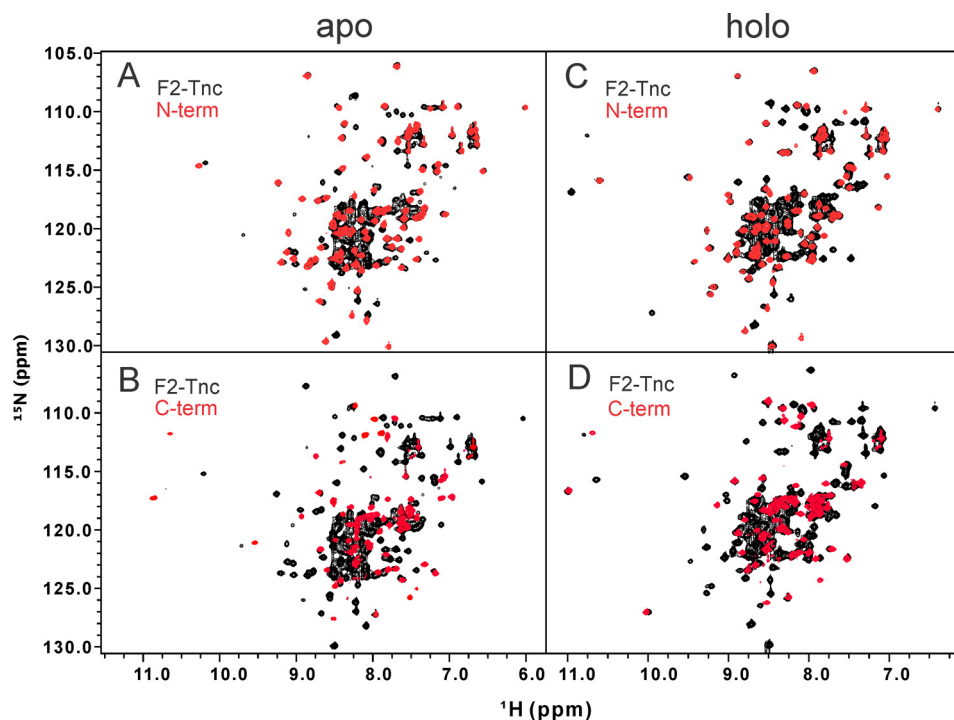 apo
holo
A
F2-Tnc
N-term
C
F2-Tnc
N-term
B
F2-Tnc
C-term
D
F2-Tnc
C-term
105.0
110.0
115.0
120.0
125.0
130.0
110.0
115.0
120.0
125.0
130.0
¹⁵N (ppm)
11.0 10.0 9.0 8.0 7.0 6.0
11.0 10.0 9.0 8.0 7.0
¹H (ppm)